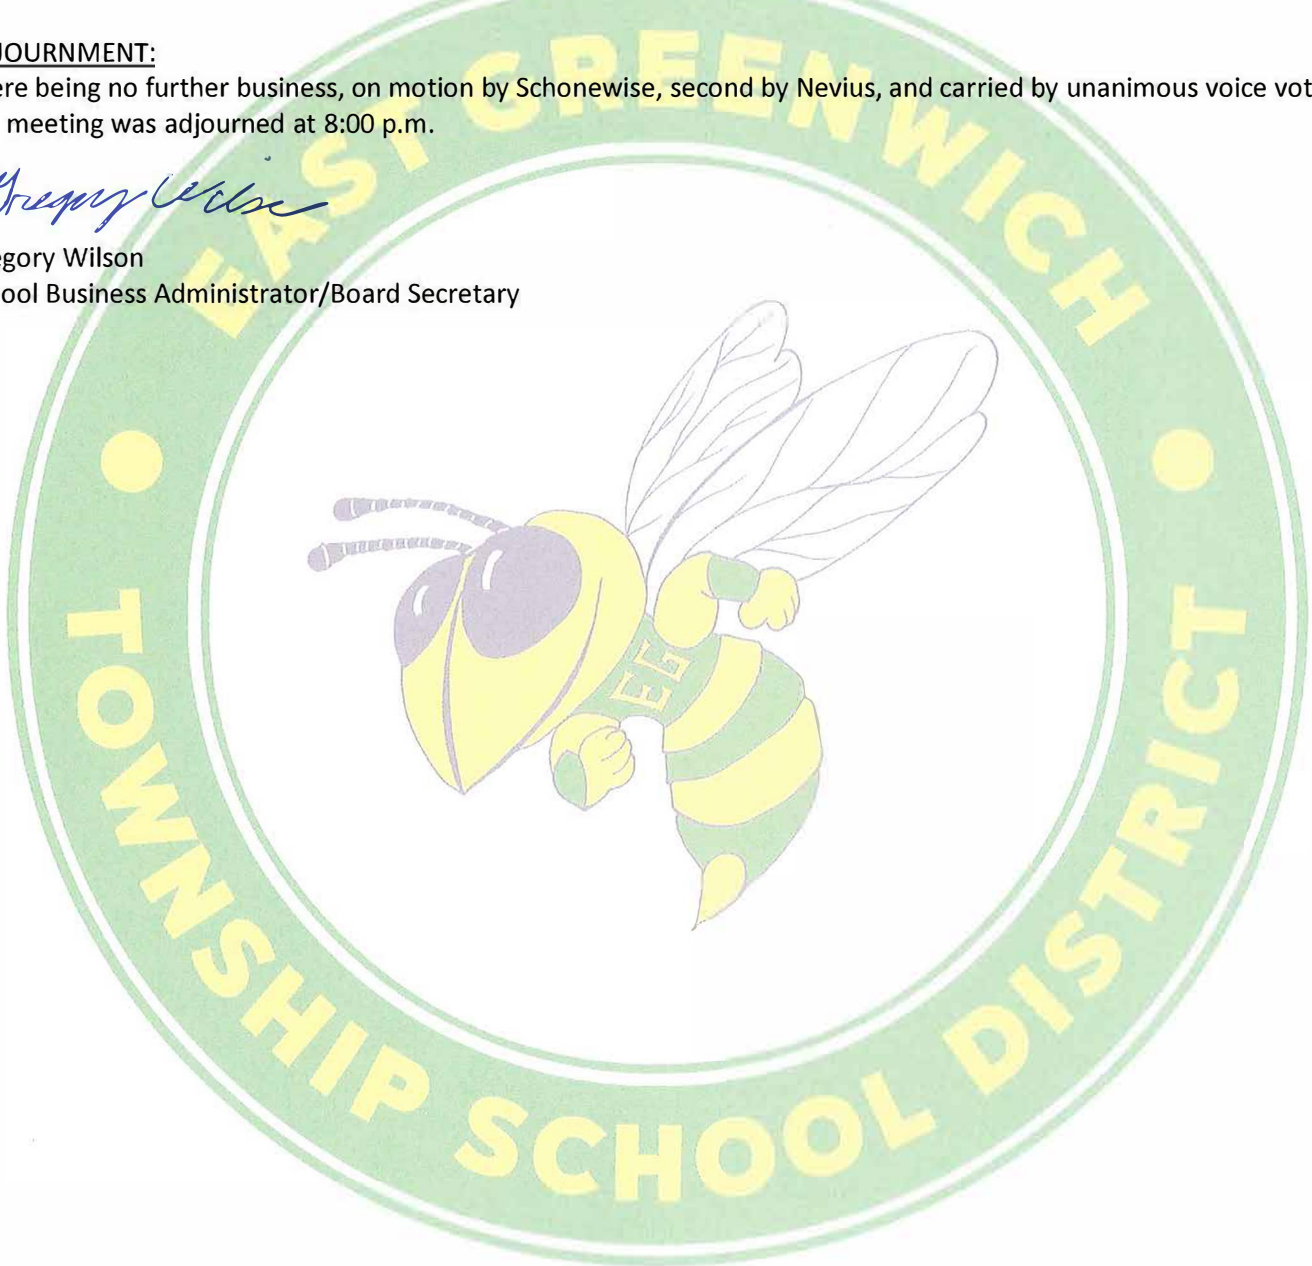 JOURNMENT:
ere being no further business, on motion by Schonewise, second by Nevius, and carried by unanimous voice vot
meeting was adjourned at 8:00 p.m.
Gregory Wilson
egory Wilson
ool Business Administrator/Board Secretary
EAST GREENWICH
EG
TOWNSHIP SCHOOL DISTRICT